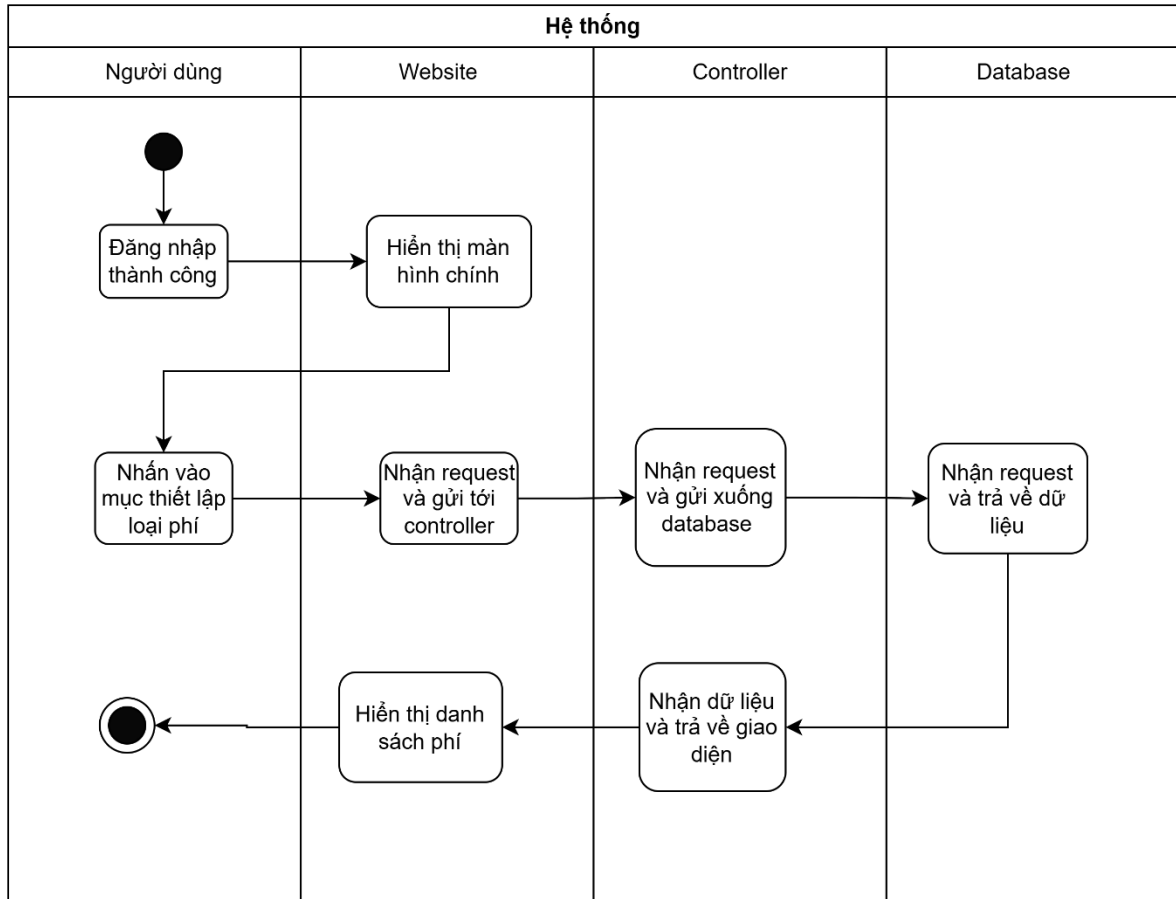 Hệ thống
Người dùng
Website
Controller
Database
Đăng nhập
thành công
Hiển thị màn
hình chính
Nhấn vào
mục thiết lập
loại phí
Nhận request
và gửi tới
controller
Nhận request
và gửi xuống
database
Nhận request
và trả về dữ
liệu
Hiển thị danh
sách phí
Nhận dữ liệu
và trả về giao
diện